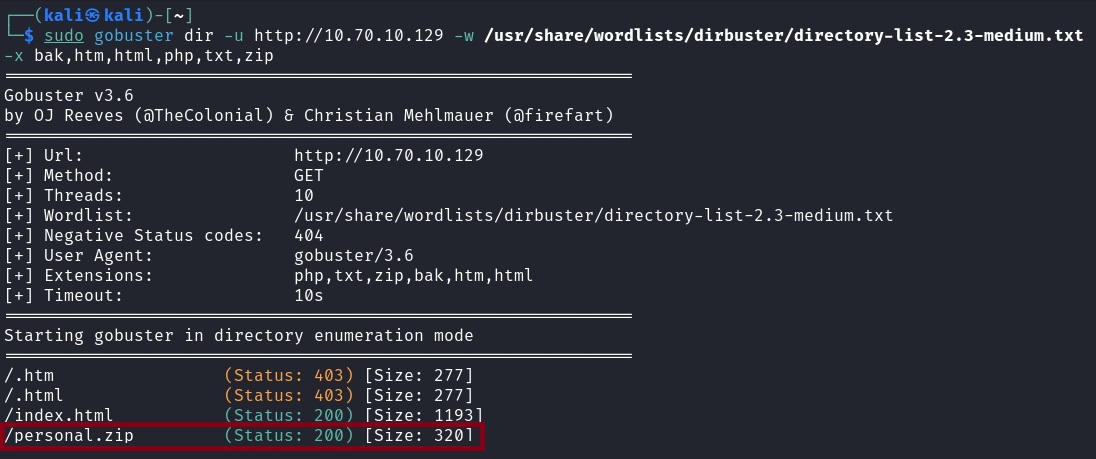 ┌──(kali㉿kali)-[~]
└─$ sudo gobuster dir -u http://10.70.10.129 -w /usr/share/wordlists/dirbuster/directory-list-2.3-medium.txt
-x bak,htm,html,php,txt,zip
===============================================================
Gobuster v3.6
by OJ Reeves (@TheColonial) & Christian Mehlmauer (@firefart)
===============================================================
[+] Url:                     http://10.70.10.129
[+] Method:                  GET
[+] Threads:                 10
[+] Wordlist:                /usr/share/wordlists/dirbuster/directory-list-2.3-medium.txt
[+] Negative Status codes:   404
[+] User Agent:              gobuster/3.6
[+] Extensions:              php,txt,zip,bak,htm,html
[+] Timeout:                 10s
===============================================================
Starting gobuster in directory enumeration mode
===============================================================
/.htm                 (Status: 403) [Size: 277]
/.html                (Status: 403) [Size: 277]
/index.html           (Status: 200) [Size: 1193]
/personal.zip         (Status: 200) [Size: 320]